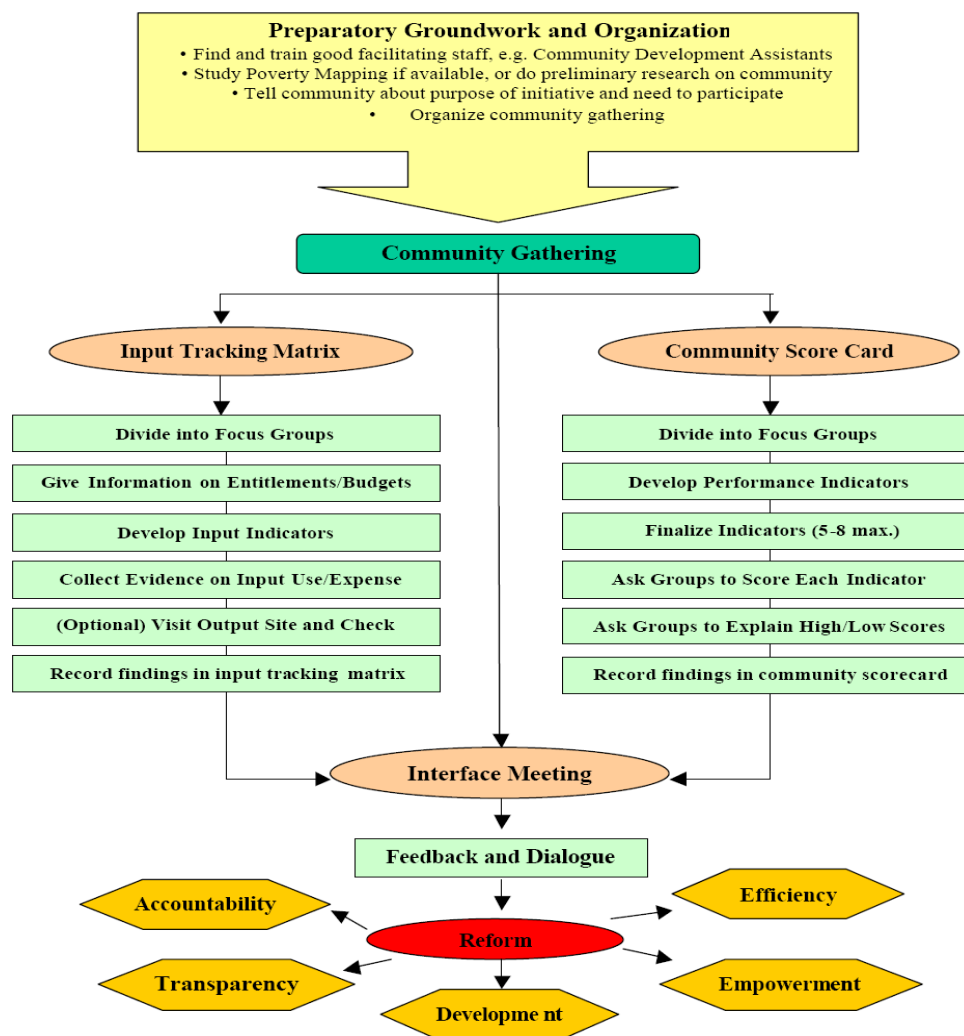 Preparatory Groundwork and Organization
• Find and train good facilitating staff, e.g. Community Development Assistants
• Study Poverty Mapping if available, or do preliminary research on community
• Tell community about purpose of initiative and need to participate
• Organize community gathering
Community Gathering
Input Tracking Matrix
Community Score Card
Divide into Focus Groups
Give Information on Entitlements/Budgets
Develop Input Indicators
Collect Evidence on Input Use/Expense
(Optional) Visit Output Site and Check
Record findings in input tracking matrix
Divide into Focus Groups
Develop Performance Indicators
Finalize Indicators (5-8 max.)
Ask Groups to Score Each Indicator
Ask Groups to Explain High/Low Scores
Record findings in community scorecard
Interface Meeting
Feedback and Dialogue
Accountability
Efficiency
Reform
Transparency
Empowerment
Development